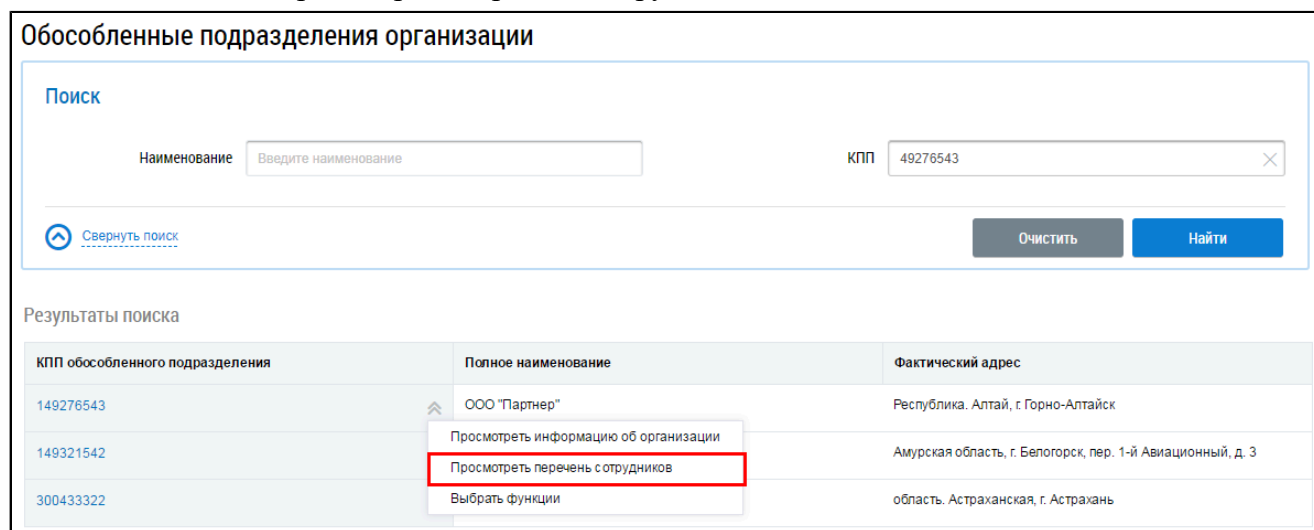 Обособленные подразделения организации
Поиск
Наименование Введите наименование КПП 49276543
Свернуть поиск Очистить Найти
Результаты поиска
КПП обособленного подразделения Полное наименование Фактический адрес
149276543 ООО "Партнер" Республика. Алтай, г. Горно-Алтайск
Просмотреть информацию об организации
149321542 Амурская область, г. Белогорск, пер. 1-й Авиационный, д. 3
Просмотреть перечень сотрудников
300433322 Выбрать функции область. Астраханская, г. Астрахань